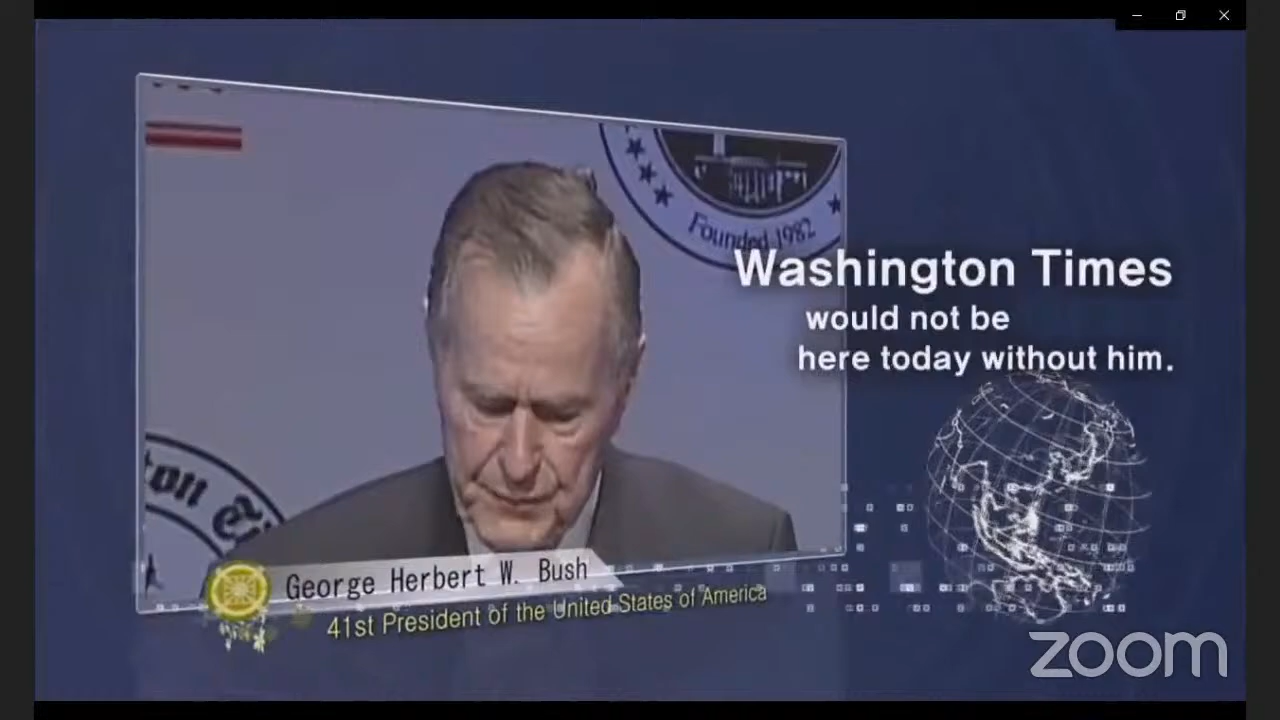 Founded 1982
Washington Times
would not be
here today without him.
George Herbert W. Bush
41st President of the United States of America
zoom